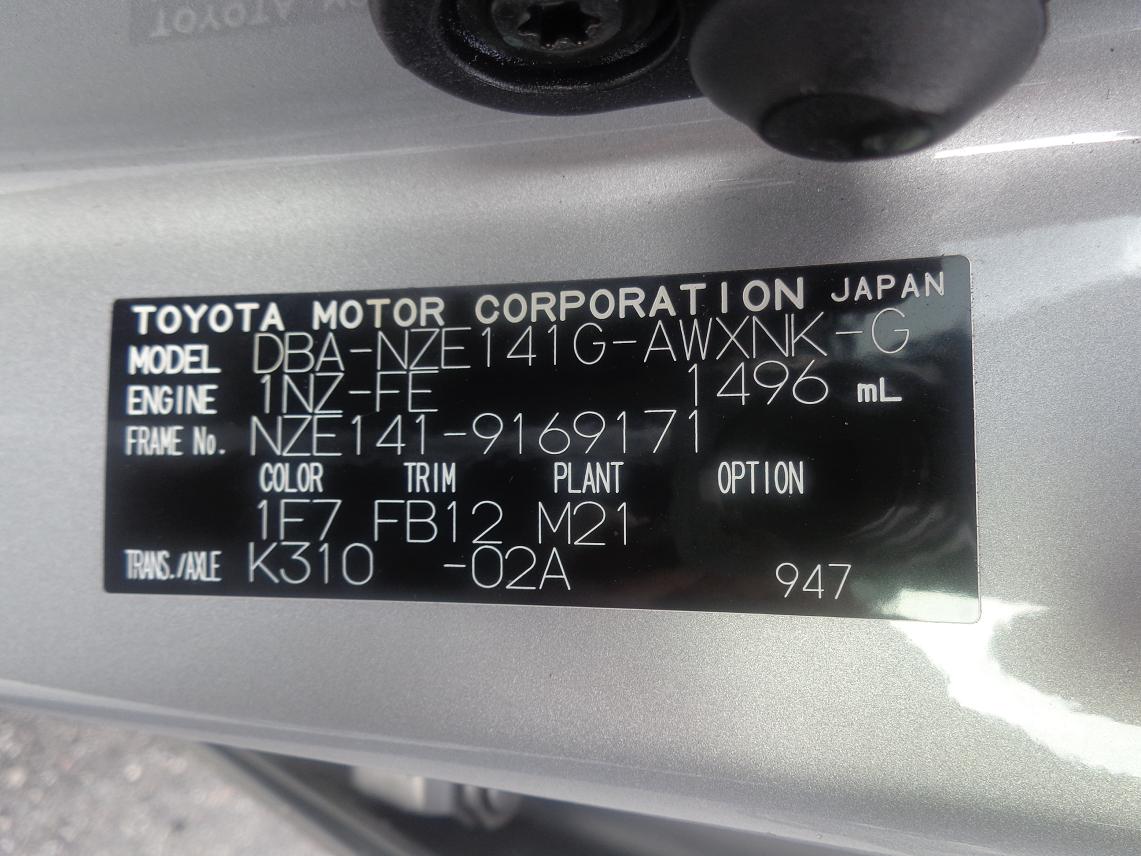 TOYOTA MOTOR CORPORATION JAPAN
MODEL DBA-NZE141G-AWXNK-G
ENGINE 1NZ-FE 1496 mL
FRAME No. NZE141-9169171
COLOR TRIM PLANT OPTION
1F7 FB12 M21
TRANS./AXLE K310 -02A 947